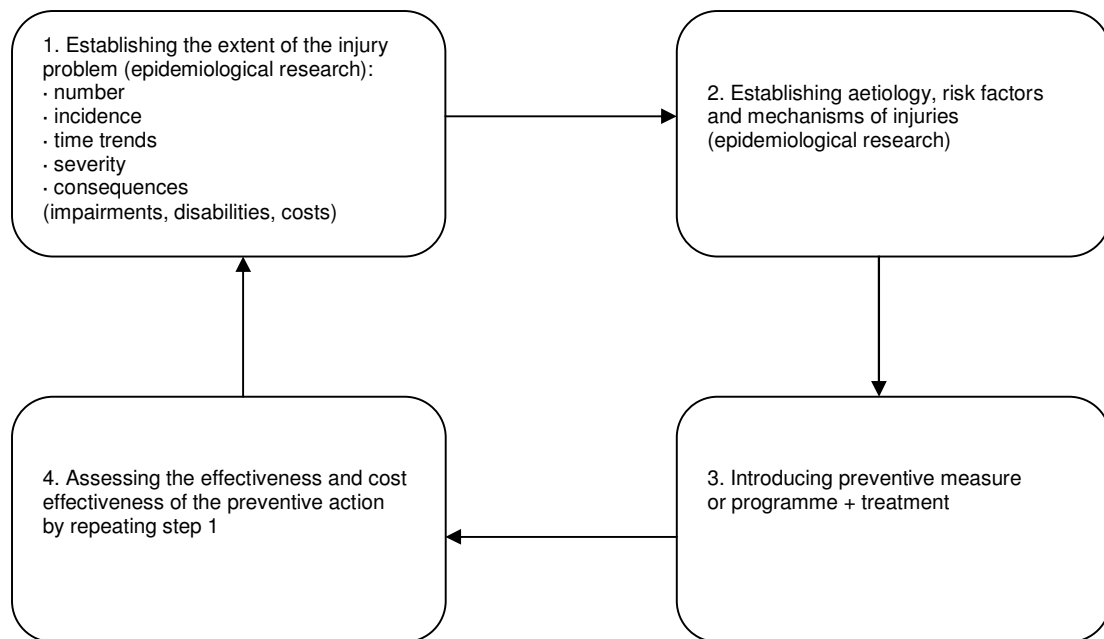 1. Establishing the extent of the injury
problem (epidemiological research):
· number
· incidence
· time trends
· severity
· consequences
(impairments, disabilities, costs)
2. Establishing aetiology, risk factors
and mechanisms of injuries
(epidemiological research)
3. Introducing preventive measure
or programme + treatment
4. Assessing the effectiveness and cost
effectiveness of the preventive action
by repeating step 1